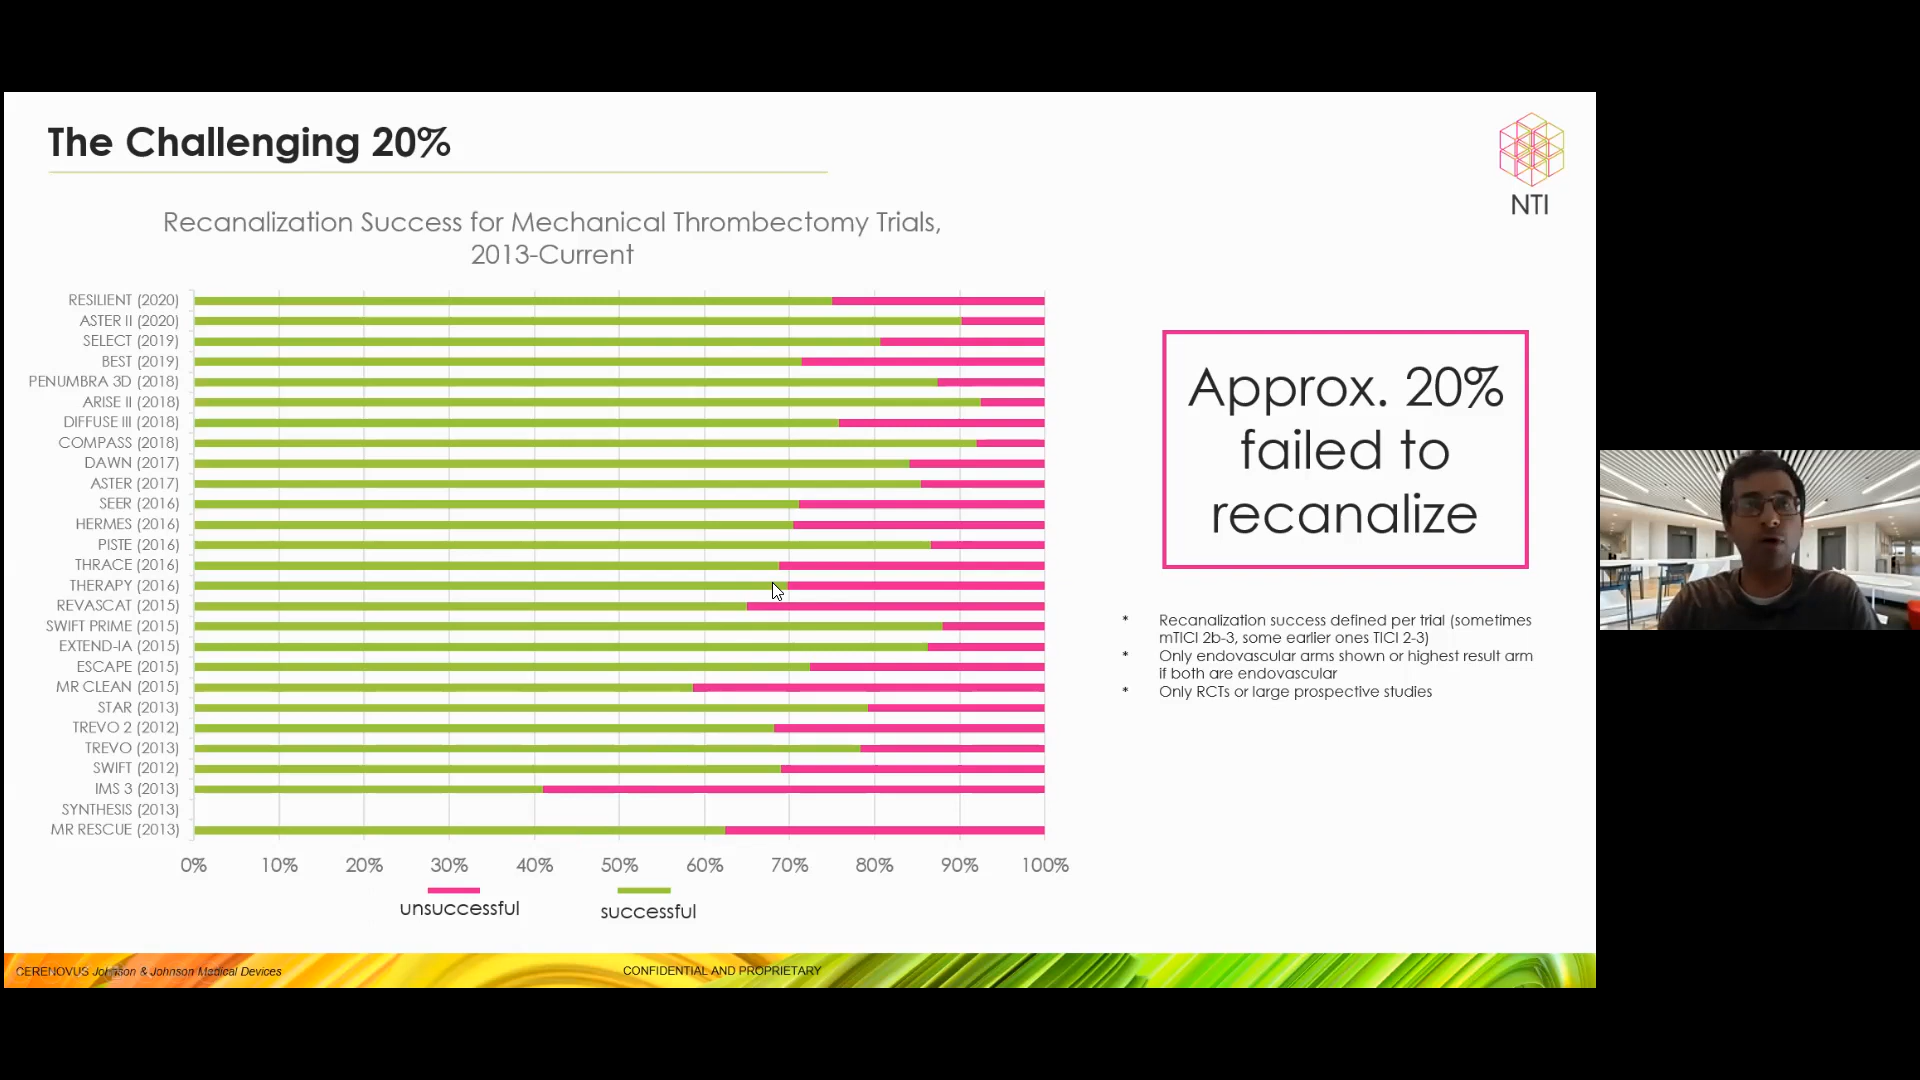 The Challenging 20%
NTI
Recanalization Success for Mechanical Thrombectomy Trials,
2013-Current
RESILIENT (2020)
ASTER II (2020)
SELECT (2019)
BEST (2019)
PENUMBRA 3D (2018)
ARISE II (2018)
DIFFUSE III (2018)
COMPASS (2018)
DAWN (2017)
ASTER (2017)
SEER (2016)
HERMES (2016)
PISTE (2016)
THRACE (2016)
THERAPY (2016)
REVASCAT (2015)
SWIFT PRIME (2015)
EXTEND-IA (2015)
ESCAPE (2015)
MR CLEAN (2015)
STAR (2013)
TREVO 2 (2012)
TREVO (2013)
SWIFT (2012)
IMS 3 (2013)
SYNTHESIS (2013)
MR RESCUE (2013)
0% 10% 20% 30% 40% 50% 60% 70% 80% 90% 100%
unsuccessful successful
Approx. 20%
failed to
recanalize
* Recanalization success defined per trial (sometimes
mTICI 2b-3, some earlier ones TICI 2-3)
* Only endovascular arms shown or highest result arm
if both are endovascular
* Only RCTs or large prospective studies
CERENOVUS Johnson & Johnson Medical Devices
CONFIDENTIAL AND PROPRIETARY